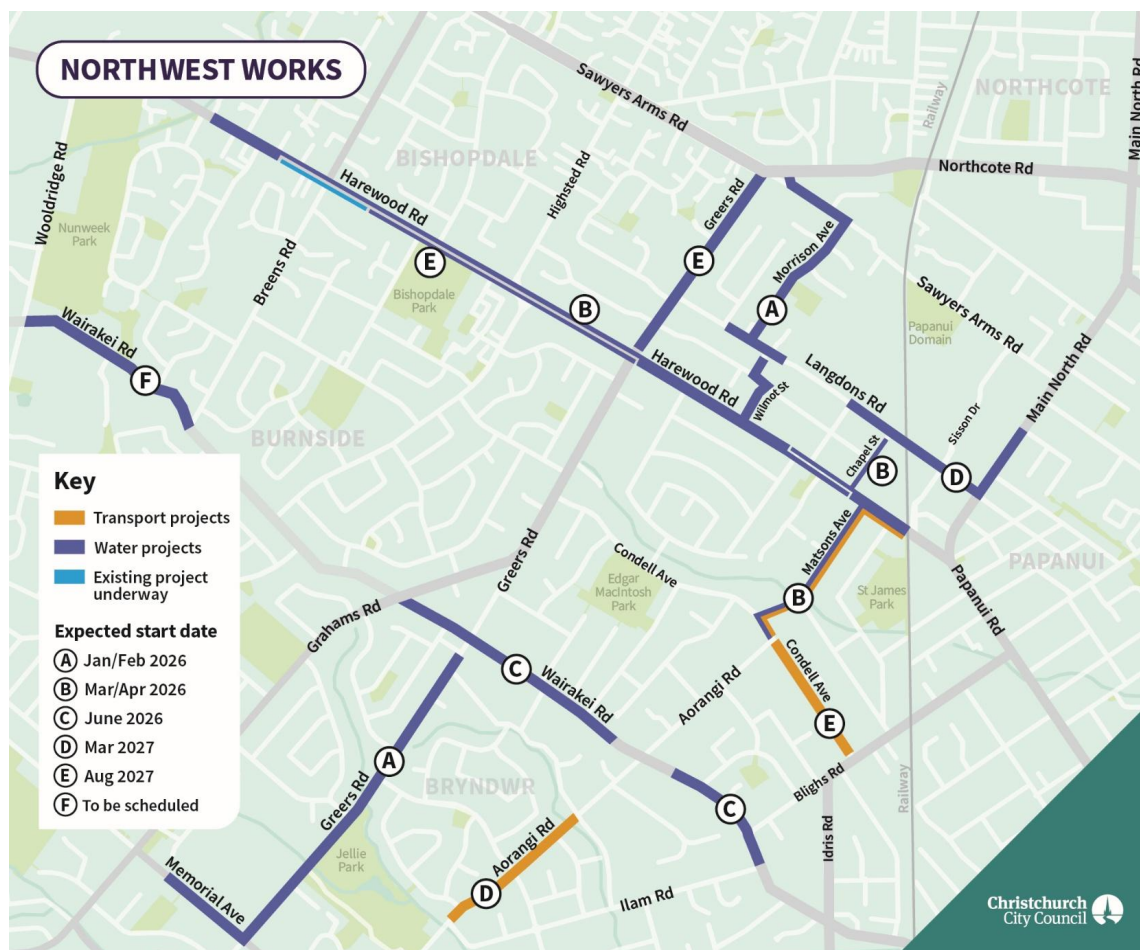 NORTHWEST WORKS
Sawyers Arms Rd
NORTHCOTE
Main North Rd
Railway
Northcote Rd
BISHOPDALE
Harewood Rd
Highsted Rd
Greers Rd
Wooldridge Rd
Nunweek
Park
Breens Rd
E
Bishopdale
Park
B
E
Morrison Ave
A
Sawyers Arms Rd
Papanui
Domain
Main North Rd
Wairakei Rd
F
Harewood Rd
Wilmot St
Langdons Rd
Sisson Dr
Chapel St
B
D
BURNSIDE
PAPANUI
Papanui Rd
Greers Rd
Condell Ave
Edgar
MacIntosh
Park
Matsons Ave
B
St James
Park
Grahams Rd
C
Wairakei Rd
Aorangi Rd
Condell Ave
E
Blighs Rd
Railway
Idris Rd
C
A
Greers Rd
BRYNDWR
Jellie
Park
Memorial Ave
Aorangi Rd
D
Ilam Rd
Key
Transport projects
Water projects
Existing project
underway
Expected start date
A Jan/Feb 2026
B Mar/Apr 2026
C June 2026
D Mar 2027
E Aug 2027
F To be scheduled
Christchurch
City Council